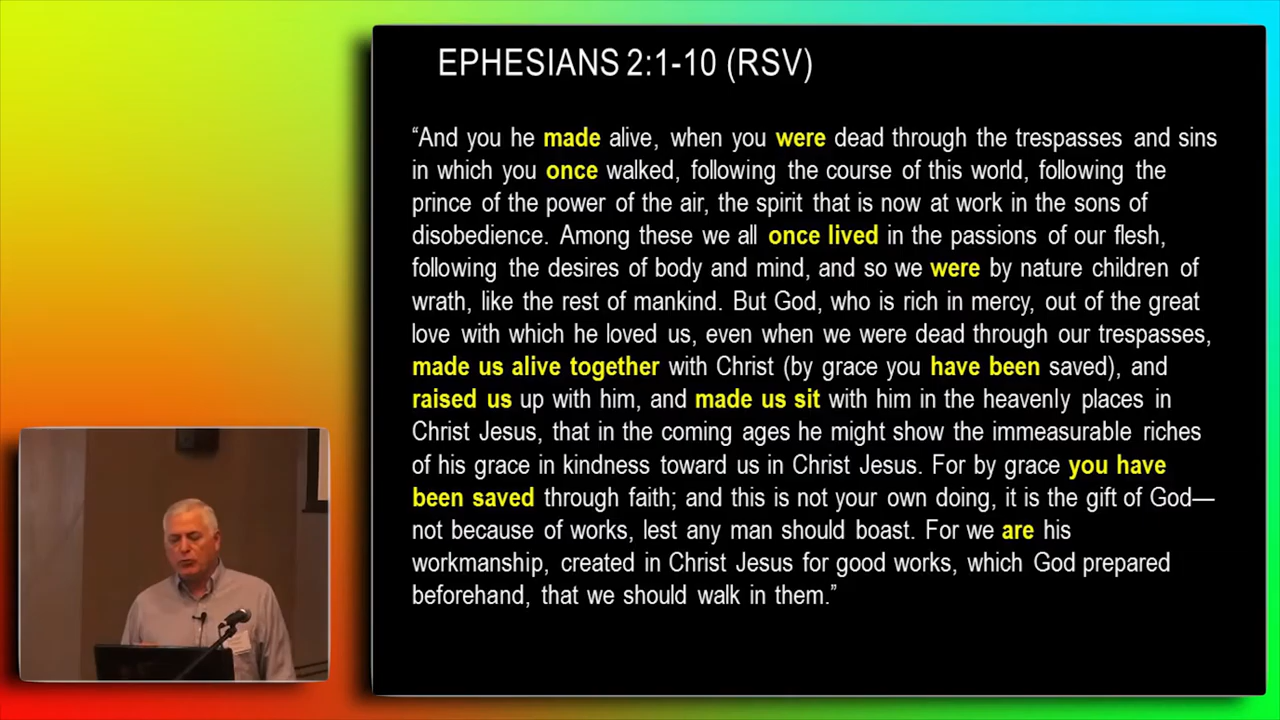 EPHESIANS 2:1-10 (RSV)
“And you he made alive, when you were dead through the trespasses and sins
in which you once walked, following the course of this world, following the
prince of the power of the air, the spirit that is now at work in the sons of
disobedience. Among these we all once lived in the passions of our flesh,
following the desires of body and mind, and so we were by nature children of
wrath, like the rest of mankind. But God, who is rich in mercy, out of the great
love with which he loved us, even when we were dead through our trespasses,
made us alive together with Christ (by grace you have been saved), and
raised us up with him, and made us sit with him in the heavenly places in
Christ Jesus, that in the coming ages he might show the immeasurable riches
of his grace in kindness toward us in Christ Jesus. For by grace you have
been saved through faith; and this is not your own doing, it is the gift of God—
not because of works, lest any man should boast. For we are his
workmanship, created in Christ Jesus for good works, which God prepared
beforehand, that we should walk in them.”